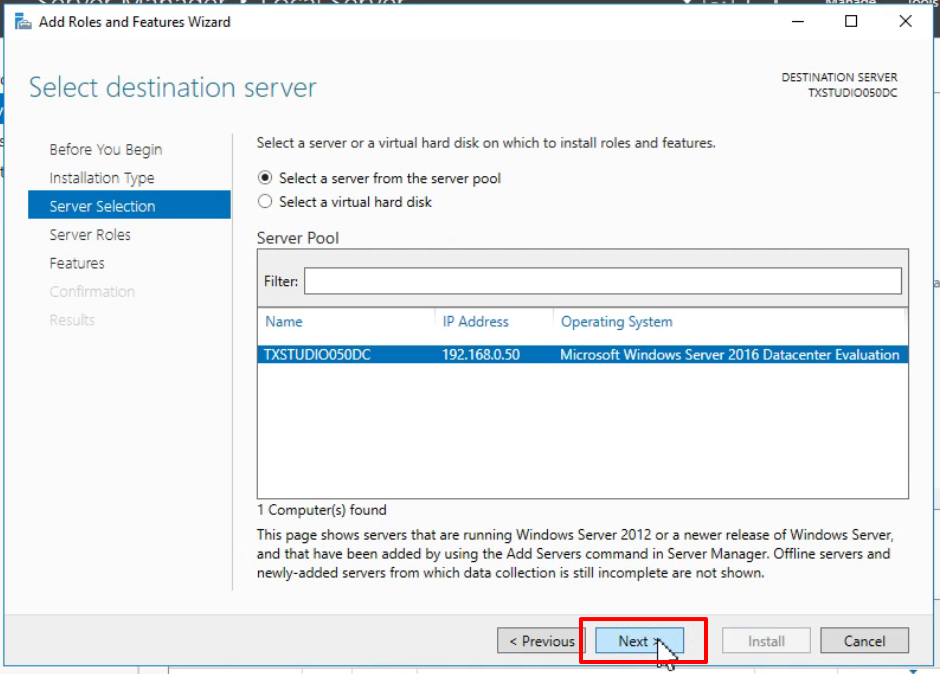 Server Manager • Local Server
Manage
Tools
Add Roles and Features Wizard
Select destination server
DESTINATION SERVER
TXSTUDIO050DC
Before You Begin
Installation Type
Server Selection
Server Roles
Features
Confirmation
Results
Select a server or a virtual hard disk on which to install roles and features.
Select a server from the server pool
Select a virtual hard disk
Server Pool
Filter:
Name IP Address Operating System
TXSTUDIO050DC 192.168.0.50 Microsoft Windows Server 2016 Datacenter Evaluation
1 Computer(s) found
This page shows servers that are running Windows Server 2012 or a newer release of Windows Server,
and that have been added by using the Add Servers command in Server Manager. Offline servers and
newly-added servers from which data collection is still incomplete are not shown.
< Previous Next > Install Cancel